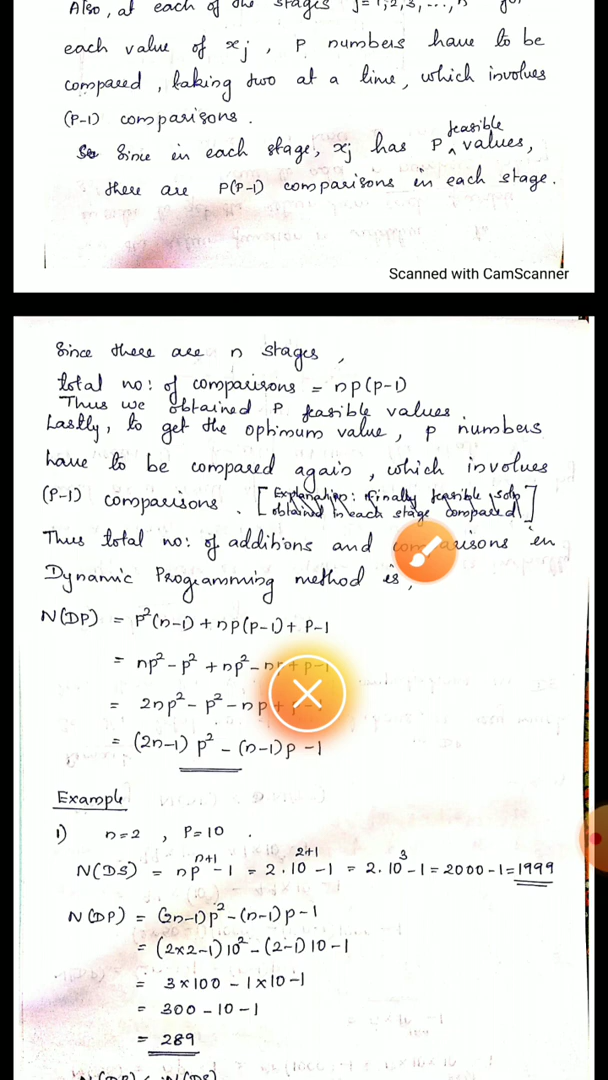 Also, at each of the stages j=1,2,3,...,n for
each value of xj, P numbers have to be
compared, taking two at a time, which involves
(P-1) comparisons.
Since in each stage, xj has P feasible values,
there are P(P-1) comparisons in each stage.
Scanned with CamScanner
Since there are n stages,
total no: of comparisons = np(p-1)
Thus we obtained P feasible values.
Lastly, to get the optimum value, p numbers
have to be compared again, which involves
(P-1) comparisons. [Explanation: Finally feasible soln
obtained in each stage compared]
Thus total no: of additions and comparisons in
Dynamic Programming method is,
N(DP) = p²(n-1) + np(p-1) + p-1
= np² - p² + np² - np + p-1
= 2np² - p² - np +
= (2n-1) p² - (n-1)p - 1
Example
1) n=2, P=10.
N(DS) = np^(n+1) - 1 = 2·10^(2+1) - 1 = 2·10³ - 1 = 2000 - 1 = 1999
N(DP) = (2n-1)p² - (n-1)p - 1
= (2×2-1)10² - (2-1)10 - 1
= 3×100 - 1×10 - 1
= 300 - 10 - 1
= 289